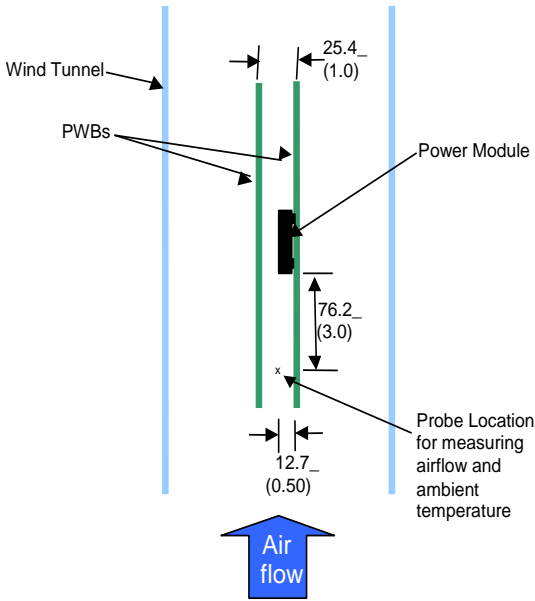 25.4_
(1.0)
Wind Tunnel
PWBs
Power Module
76.2_
(3.0)
x
Probe Location
for measuring
airflow and
ambient
temperature
12.7_
(0.50)
Air
flow